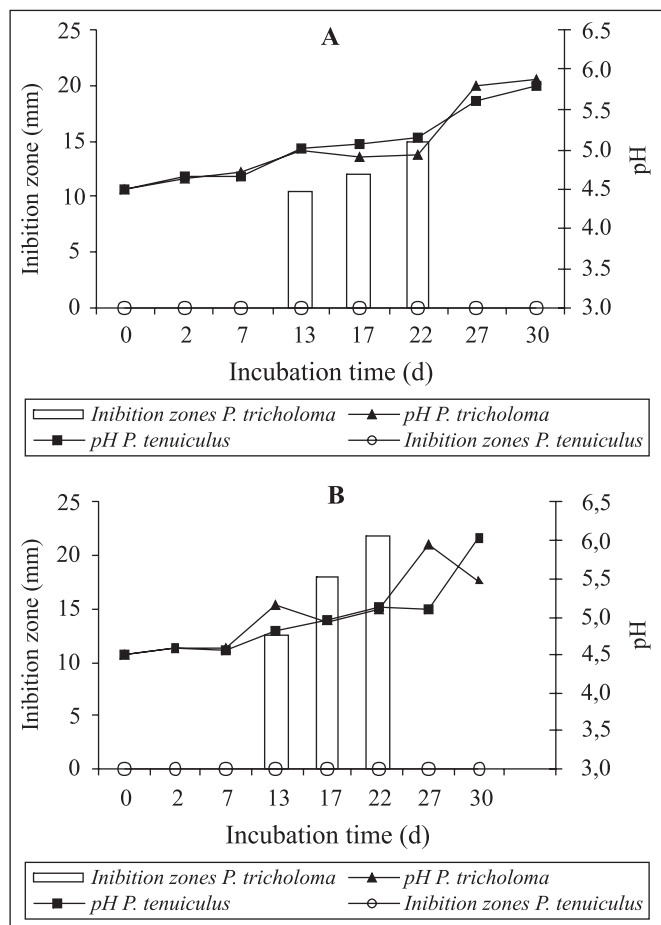 A
25
20
15
10
5
0
Inibition zone (mm)
6.5
6.0
5.5
5.0
4.5
4.0
3.5
3.0
pH
0 2 7 13 17 22 27 30
Incubation time (d)
Inibition zones P. tricholoma pH P. tricholoma
pH P. tenuiculus Inibition zones P. tenuiculus
B
25
20
15
10
5
0
Inibition zone (mm)
6,5
6,0
5,5
5,0
4,5
4,0
3,5
3,0
pH
0 2 7 13 17 22 27 30
Incubation time (d)
Inibition zones P. tricholoma pH P. tricholoma
pH P. tenuiculus Inibition zones P. tenuiculus